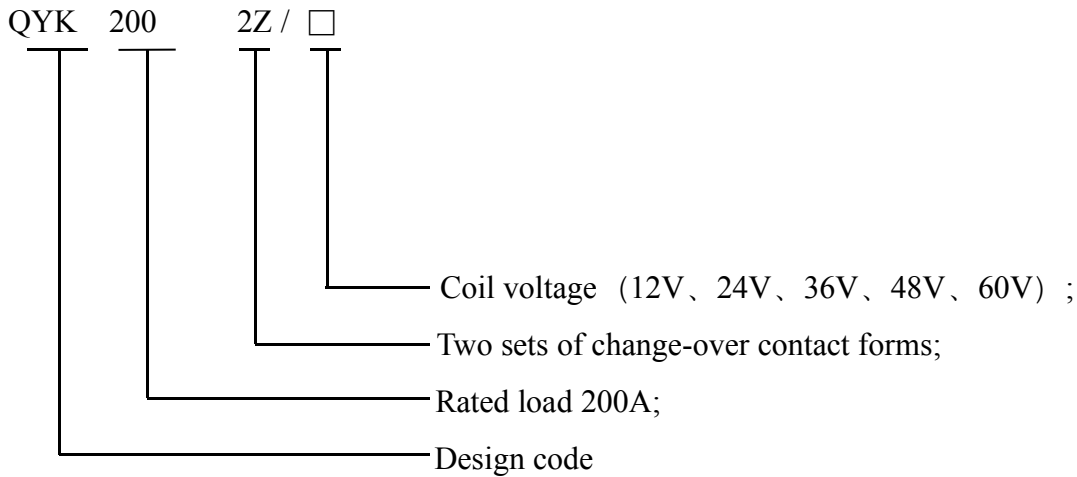 QYK 200 2Z / □
Coil voltage（12V、24V、36V、48V、60V）;
Two sets of change-over contact forms;
Rated load 200A;
Design code